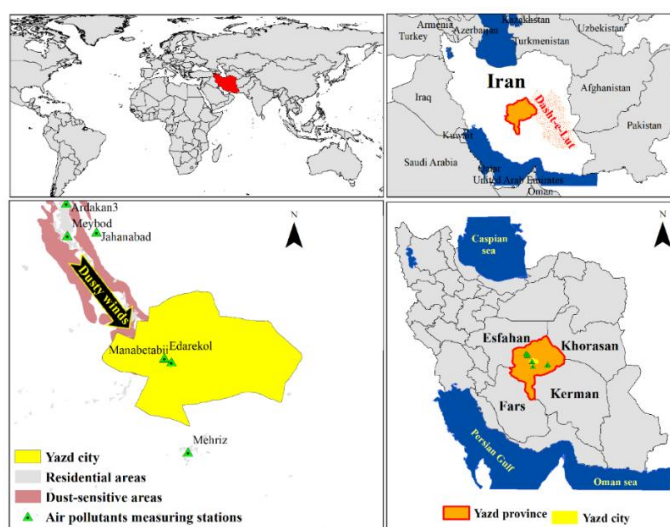 Kazakhstan
Armenia
Azerbaijan
Uzbekistan
Turkey
Turkmenistan
Iran
Afghanistan
Iraq
Dasht-e-Lut
Pakistan
Kuwait
Saudi Arabia
Qatar
United Arab Emirates
Oman
N
Ardakan3
Meybod
Jahanabad
Dusty winds
Edarekol
Mehriz
Yazd city
Residential areas
Dust-sensitive areas
Air pollutants measuring stations
N
Caspian
sea
Esfahan
Khorasan
Kerman
Fars
Persian Gulf
Oman sea
Yazd province
Yazd city